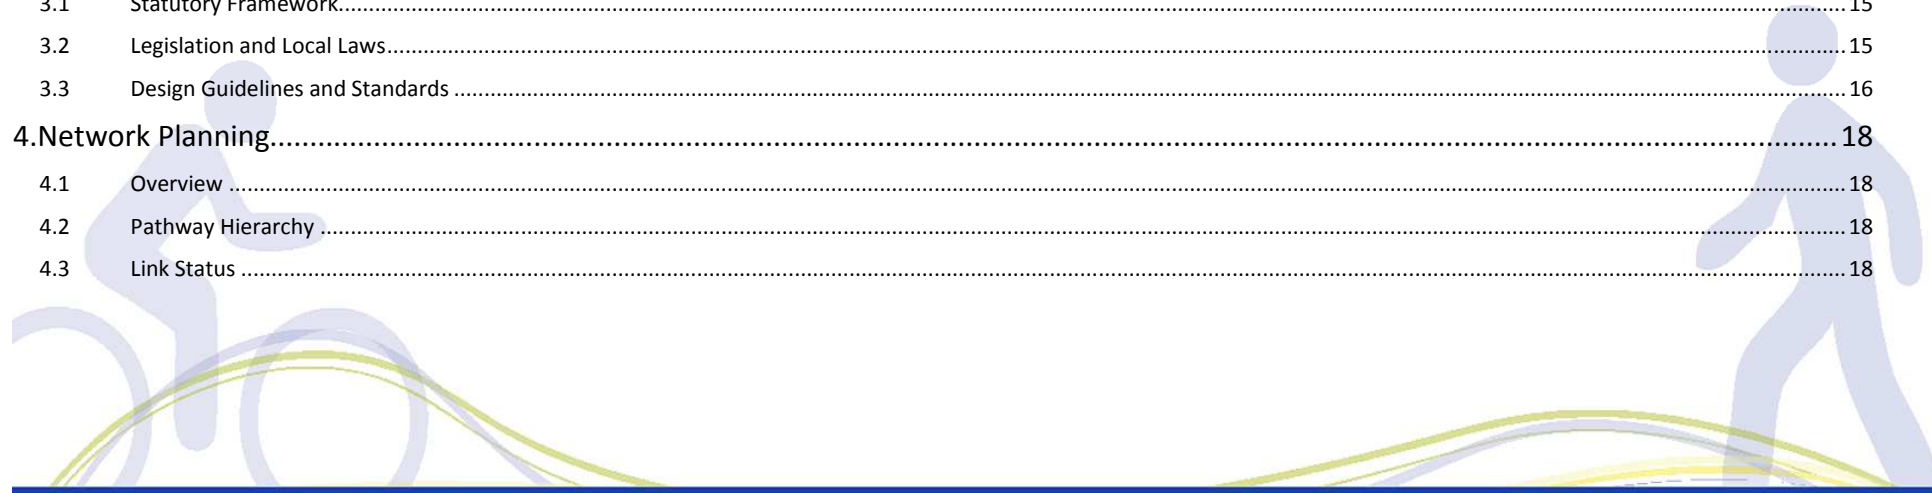 3.1 Statutory Framework 15
3.2 Legislation and Local Laws 15
3.3 Design Guidelines and Standards 16
4.Network Planning 18
4.1 Overview 18
4.2 Pathway Hierarchy 18
4.3 Link Status 18